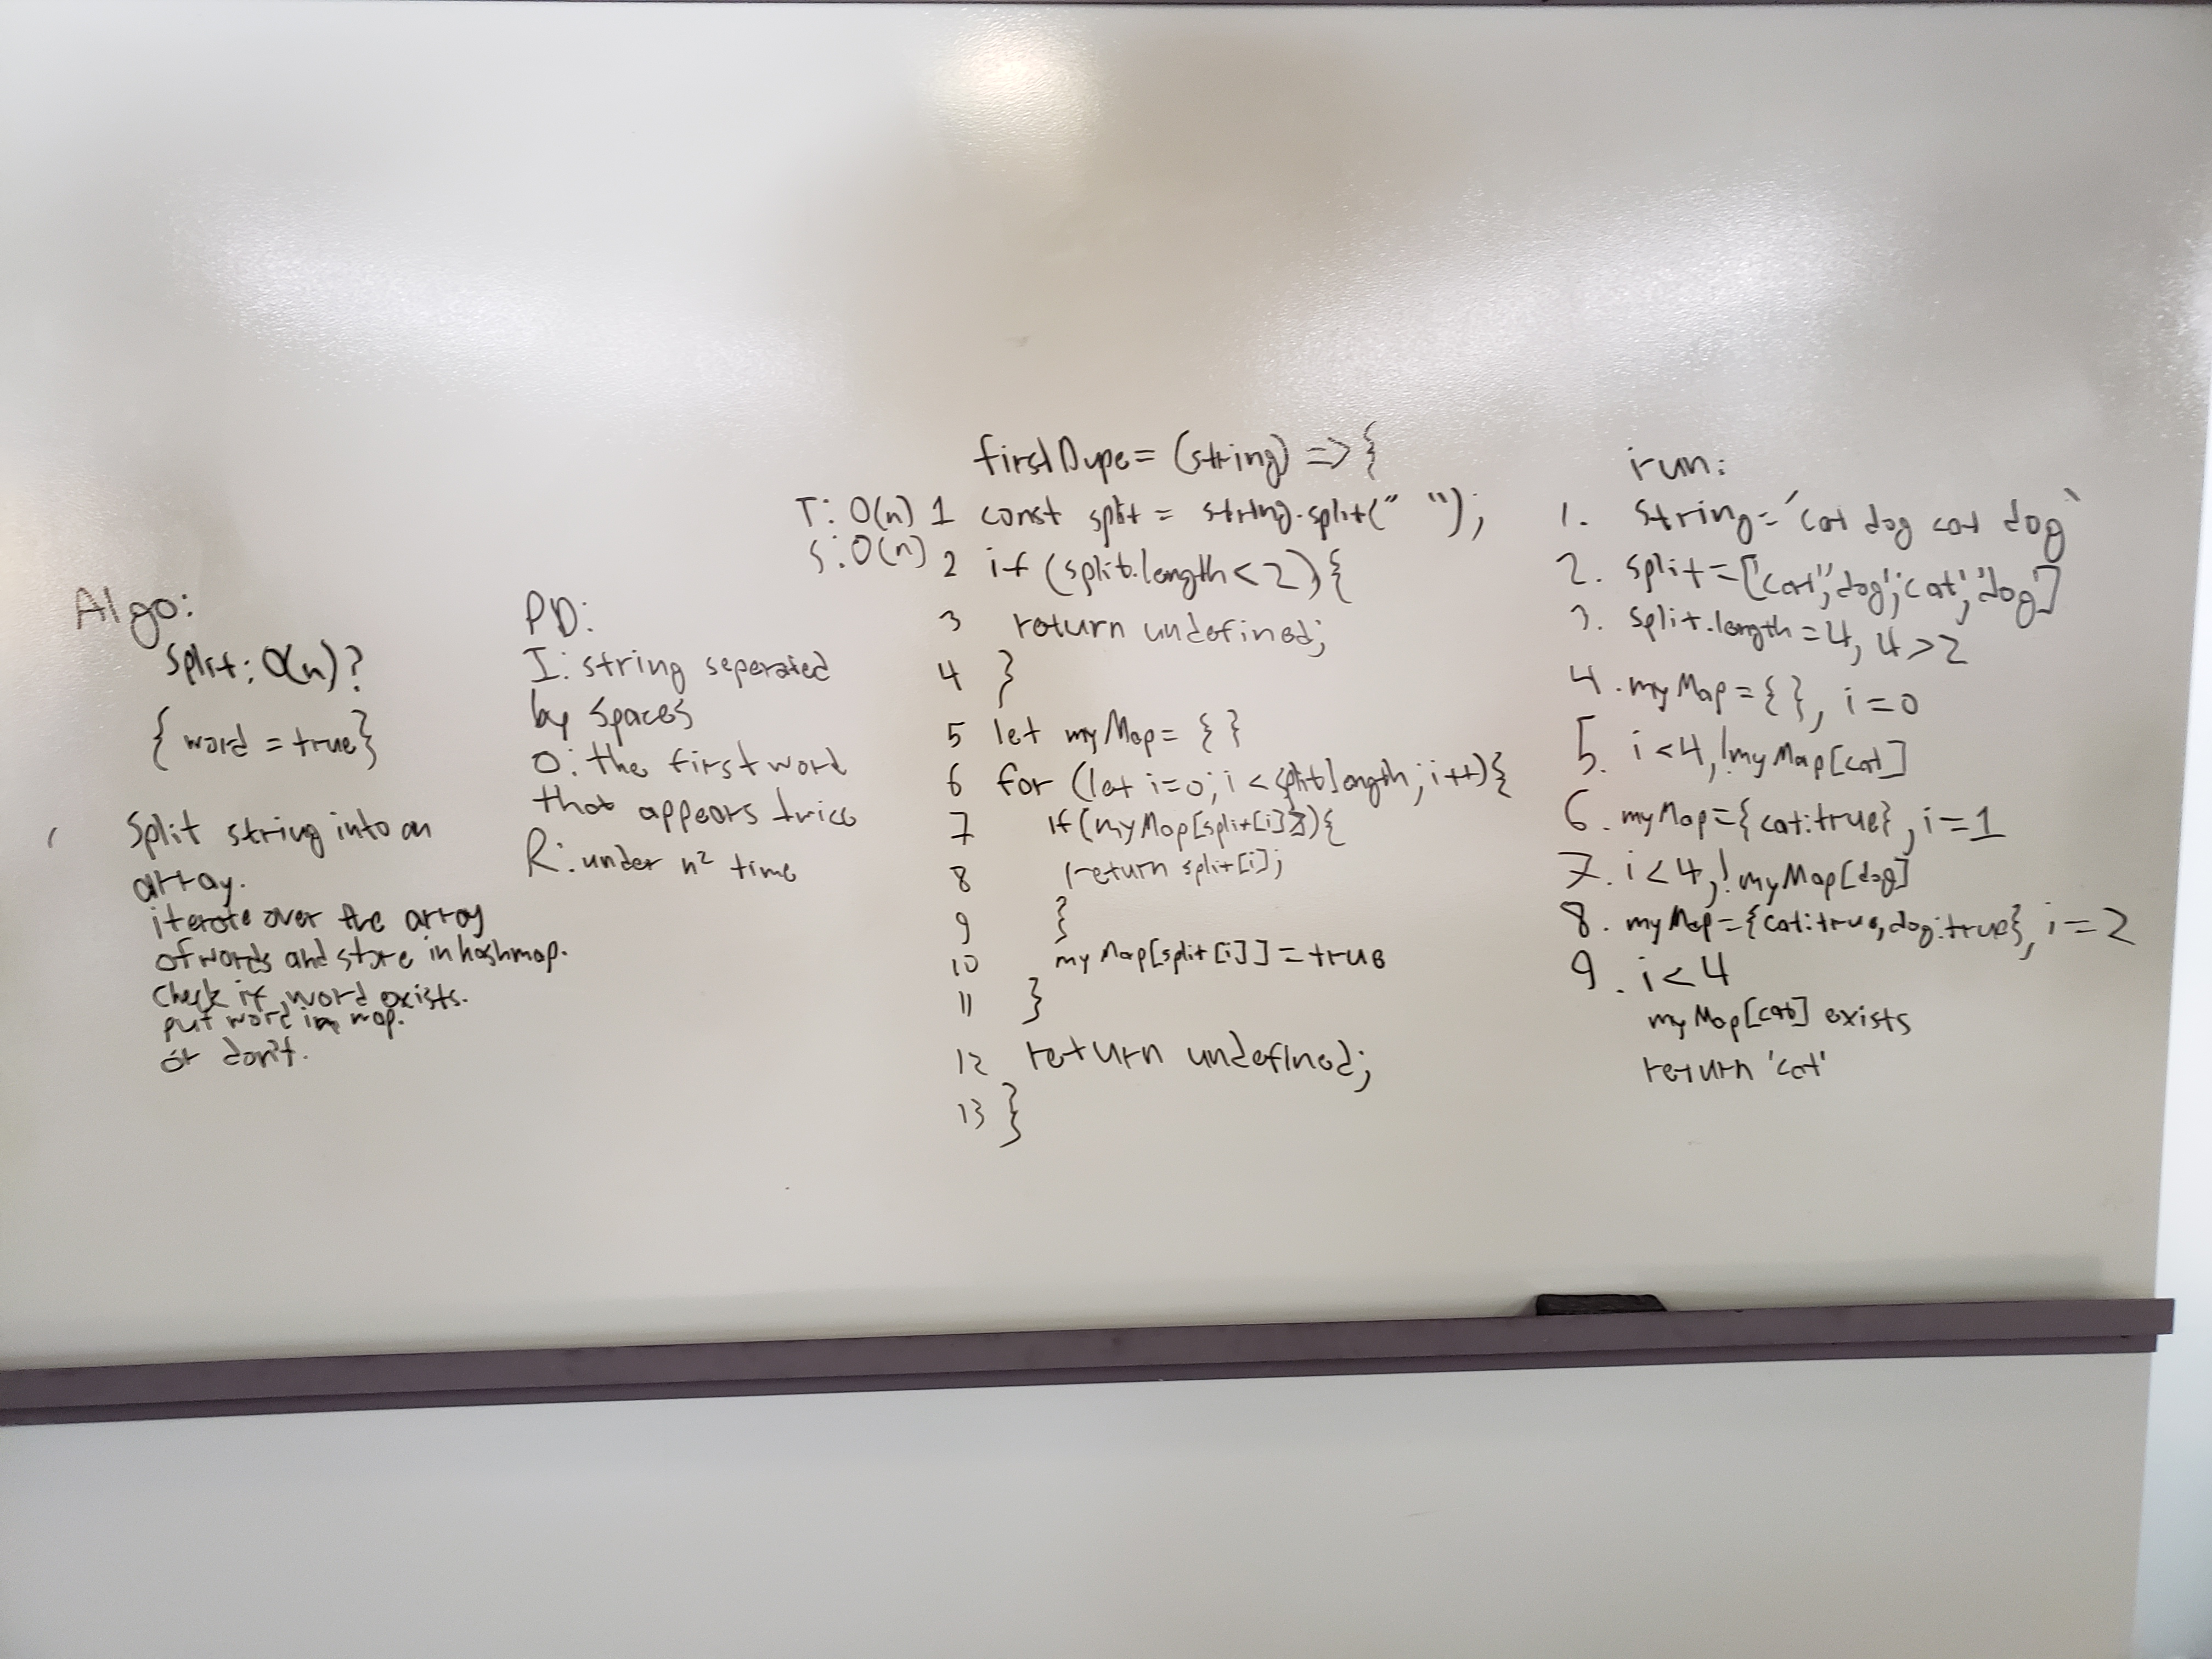 Algo:
Split: O(n)?
{ word = true}
Split string into an
array.
iterate over the array
of words and store in hashmap.
check if word exists.
put word in map.
or don't.
PD:
I: string seperated
by spaces
O: the first word
that appears twice
R: under n² time
firstDupe = (string) => {
T: O(n) 1 const split = string.split(" ");
S: O(n) 2 if (split.length < 2) {
3 return undefined;
4 }
5 let myMap = { }
6 for (let i=0; i < split.length; i++) {
7 if (myMap[split[i]]) {
8 return split[i];
9 }
10 myMap[split[i]] = true
11 }
12 return undefined;
13 }
run:
1. string = 'cat dog cat dog'
2. split = ['cat','dog','cat','dog']
3. split.length = 4, 4 > 2
4. myMap = { }, i = 0
5. i < 4, !myMap[cat]
6. myMap = {cat:true}, i = 1
7. i < 4, !myMap[dog]
8. myMap = {cat:true, dog:true}, i = 2
9. i < 4
myMap[cat] exists
return 'cat'